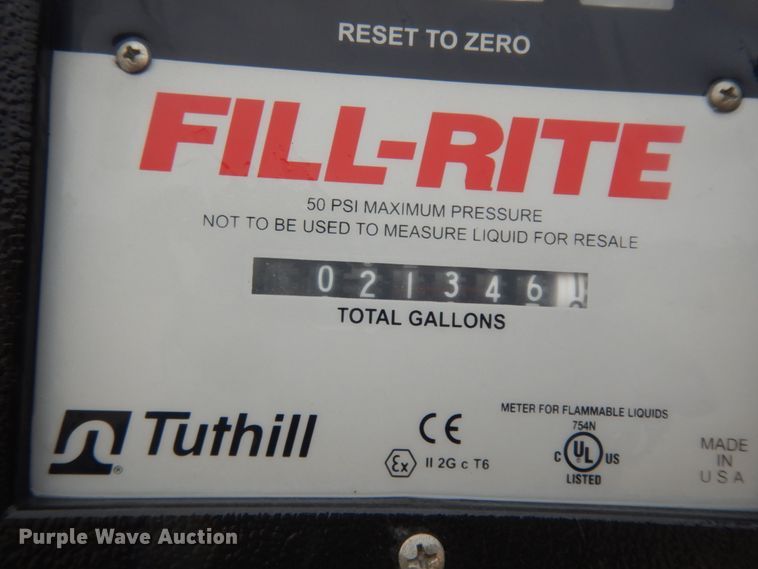 RESET TO ZERO
FILL-RITE
50 PSI MAXIMUM PRESSURE
NOT TO BE USED TO MEASURE LIQUID FOR RESALE
021346
TOTAL GALLONS
Tuthill
®
CE
Ex II 2G c T6
METER FOR FLAMMABLE LIQUIDS
754N
C UL US
LISTED
MADE
IN
USA
Purple Wave Auction